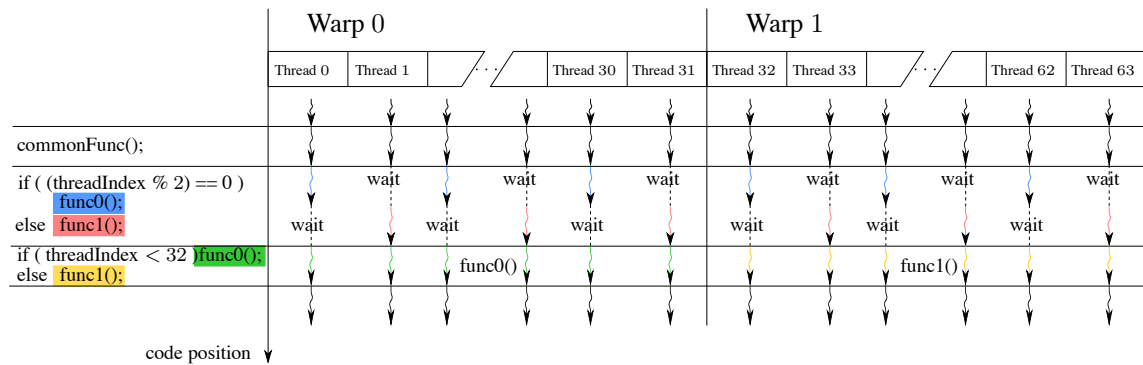 Warp 0 Warp 1
Thread 0 Thread 1 · · · Thread 30 Thread 31 Thread 32 Thread 33 · · · Thread 62 Thread 63
commonFunc();
if ( (threadIndex % 2) == 0 ) wait wait wait wait wait wait
func0();
else func1(); wait wait wait wait wait wait
if ( threadIndex < 32 )func0(); func0() func1()
else func1();
code position